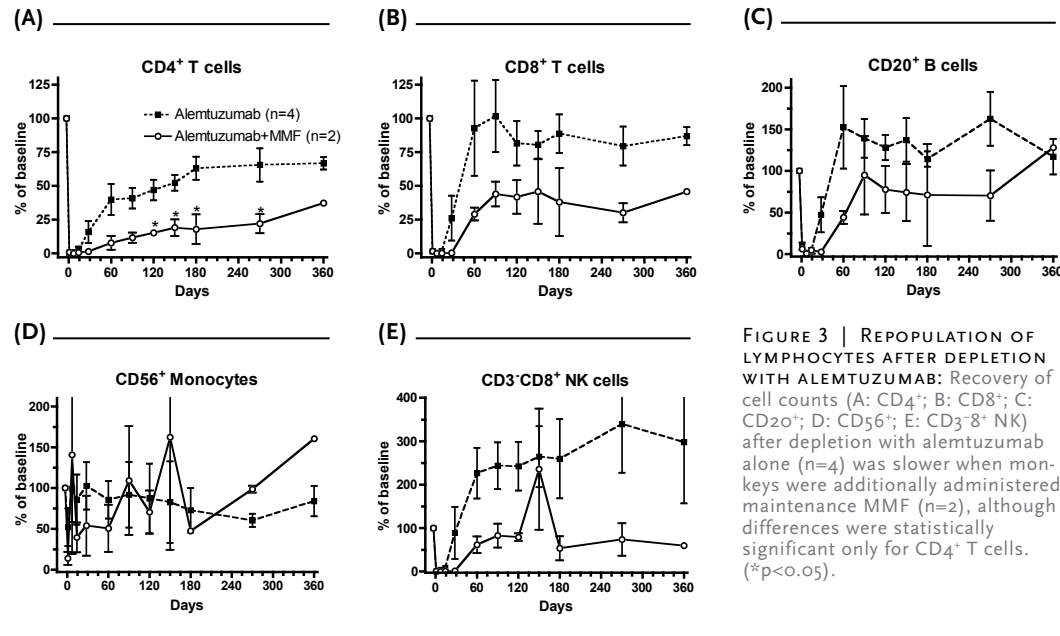 (A)
CD4+ T cells
% of baseline
125
100
75
50
25
0
Alemtuzumab (n=4)
Alemtuzumab+MMF (n=2)
* * * *
0 60 120 180 240 300 360
Days
(B)
CD8+ T cells
% of baseline
125
100
75
50
25
0
0 60 120 180 240 300 360
Days
(C)
CD20+ B cells
% of baseline
200
150
100
50
0
0 60 120 180 240 300 360
Days
(D)
CD56+ Monocytes
% of baseline
200
150
100
50
0
0 60 120 180 240 300 360
Days
(E)
CD3-CD8+ NK cells
% of baseline
400
300
200
100
0
0 60 120 180 240 300 360
Days
FIGURE 3 | REPOPULATION OF
LYMPHOCYTES AFTER DEPLETION
WITH ALEMTUZUMAB: Recovery of
cell counts (A: CD4+; B: CD8+; C:
CD20+; D: CD56+; E: CD3-8+ NK)
after depletion with alemtuzumab
alone (n=4) was slower when mon-
keys were additionally administered
maintenance MMF (n=2), although
differences were statistically
significant only for CD4+ T cells.
(*p<0.05).